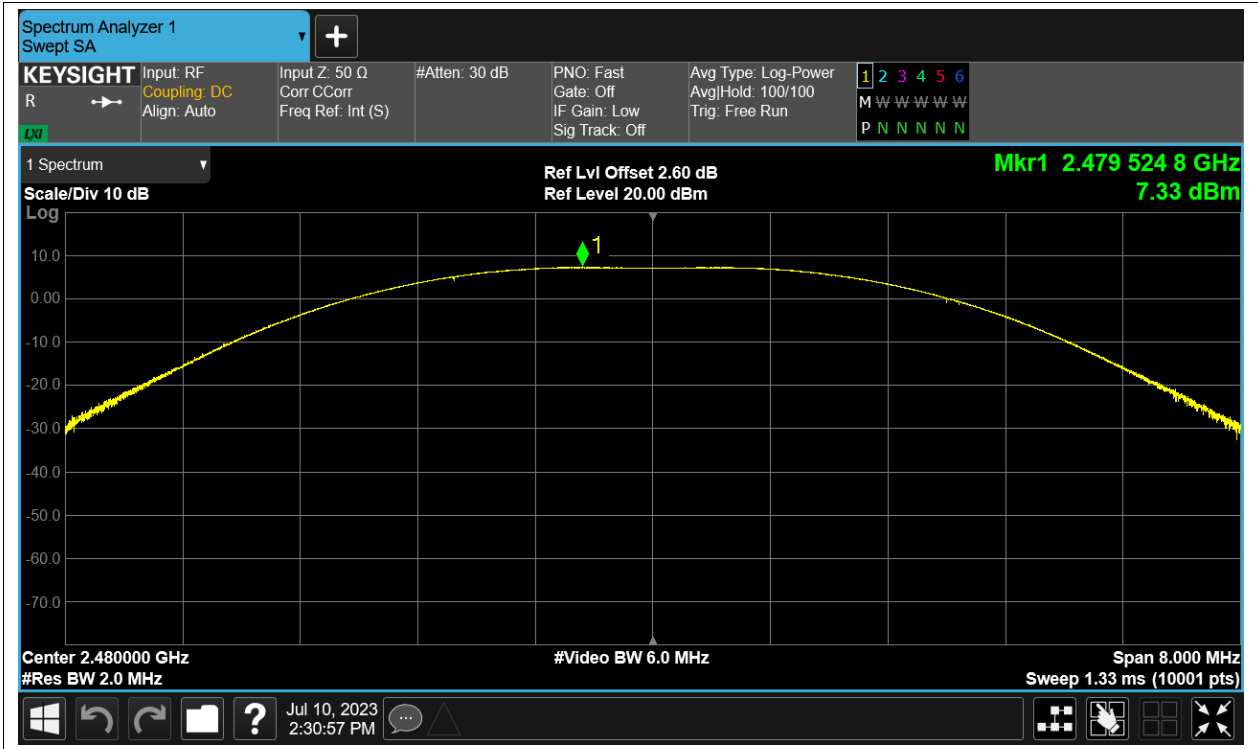 Spectrum Analyzer 1
Swept SA
KEYSIGHT
R
LXI
Input: RF
Coupling: DC
Align: Auto
Input Z: 50 Ω
Corr CCorr
Freq Ref: Int (S)
#Atten: 30 dB
PNO: Fast
Gate: Off
IF Gain: Low
Sig Track: Off
Avg Type: Log-Power
Avg|Hold: 100/100
Trig: Free Run
1 2 3 4 5 6
M W W W W W
P N N N N N
1 Spectrum
Scale/Div 10 dB
Log
Ref Lvl Offset 2.60 dB
Ref Level 20.00 dBm
Mkr1 2.479 524 8 GHz
7.33 dBm
1
10.0
0.00
-10.0
-20.0
-30.0
-40.0
-50.0
-60.0
-70.0
Center 2.480000 GHz
#Video BW 6.0 MHz
Span 8.000 MHz
#Res BW 2.0 MHz
Sweep 1.33 ms (10001 pts)
?
Jul 10, 2023
2:30:57 PM